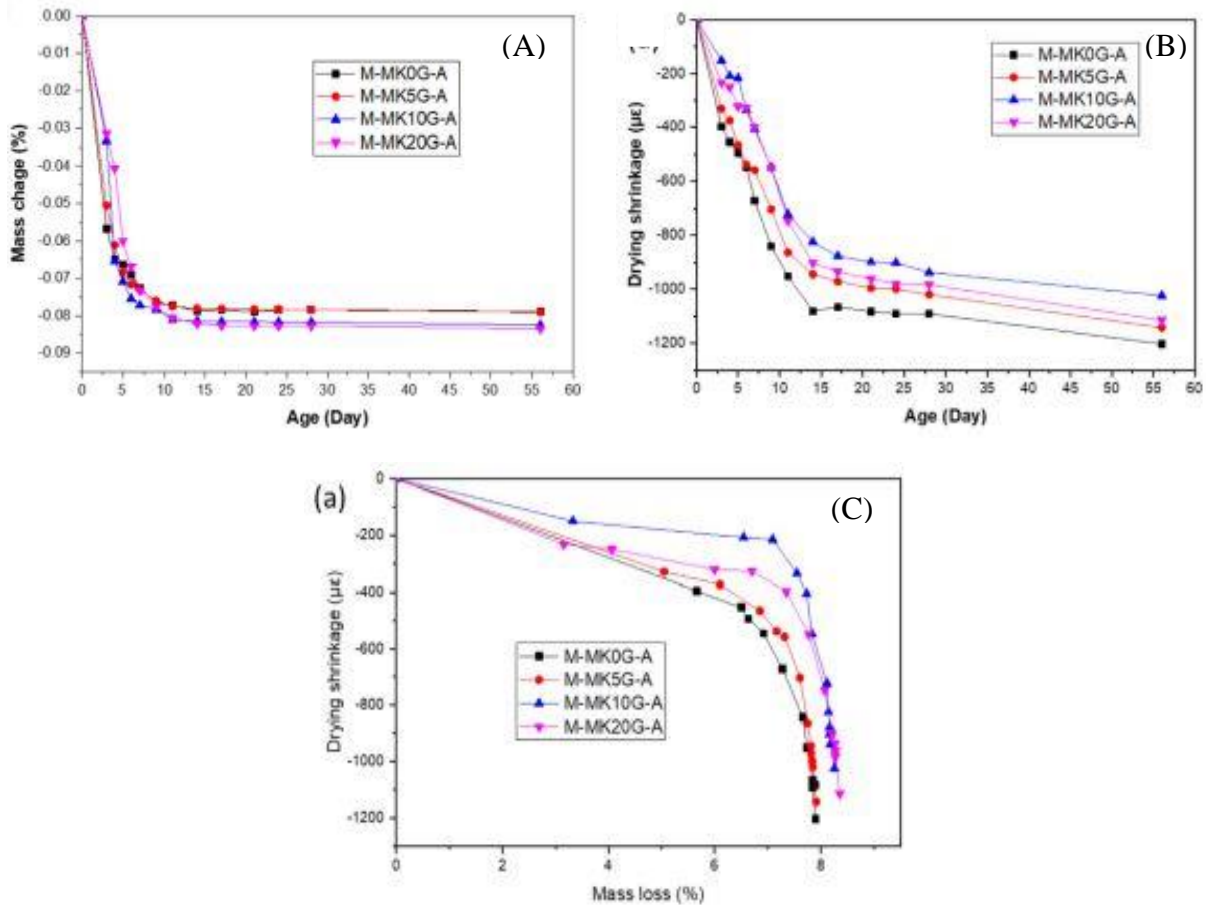 (A)
0.00
-0.01
-0.02
-0.03
-0.04
-0.05
-0.06
-0.07
-0.08
-0.09
Mass chage (%)
M-MK0G-A
M-MK5G-A
M-MK10G-A
M-MK20G-A
0 5 10 15 20 25 30 35 40 45 50 55 60
Age (Day)
(B)
0
-200
-400
-600
-800
-1000
-1200
Drying shrinkage (με)
M-MK0G-A
M-MK5G-A
M-MK10G-A
M-MK20G-A
0 5 10 15 20 25 30 35 40 45 50 55 60
Age (Day)
(a)
(C)
0
-200
-400
-600
-800
-1000
-1200
Drying shrinkage (με)
M-MK0G-A
M-MK5G-A
M-MK10G-A
M-MK20G-A
0 2 4 6 8
Mass loss (%)